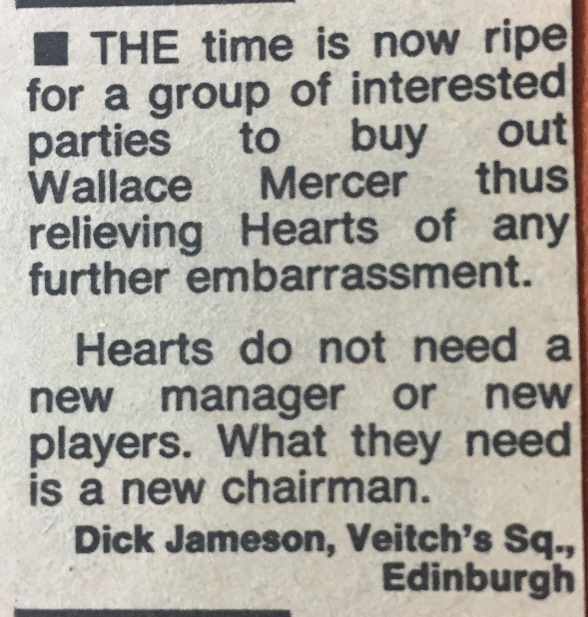 ■ THE time is now ripe
for a group of interested
parties to buy out
Wallace Mercer thus
relieving Hearts of any
further embarrassment.
Hearts do not need a
new manager or new
players. What they need
is a new chairman.
Dick Jameson, Veitch's Sq.,
Edinburgh